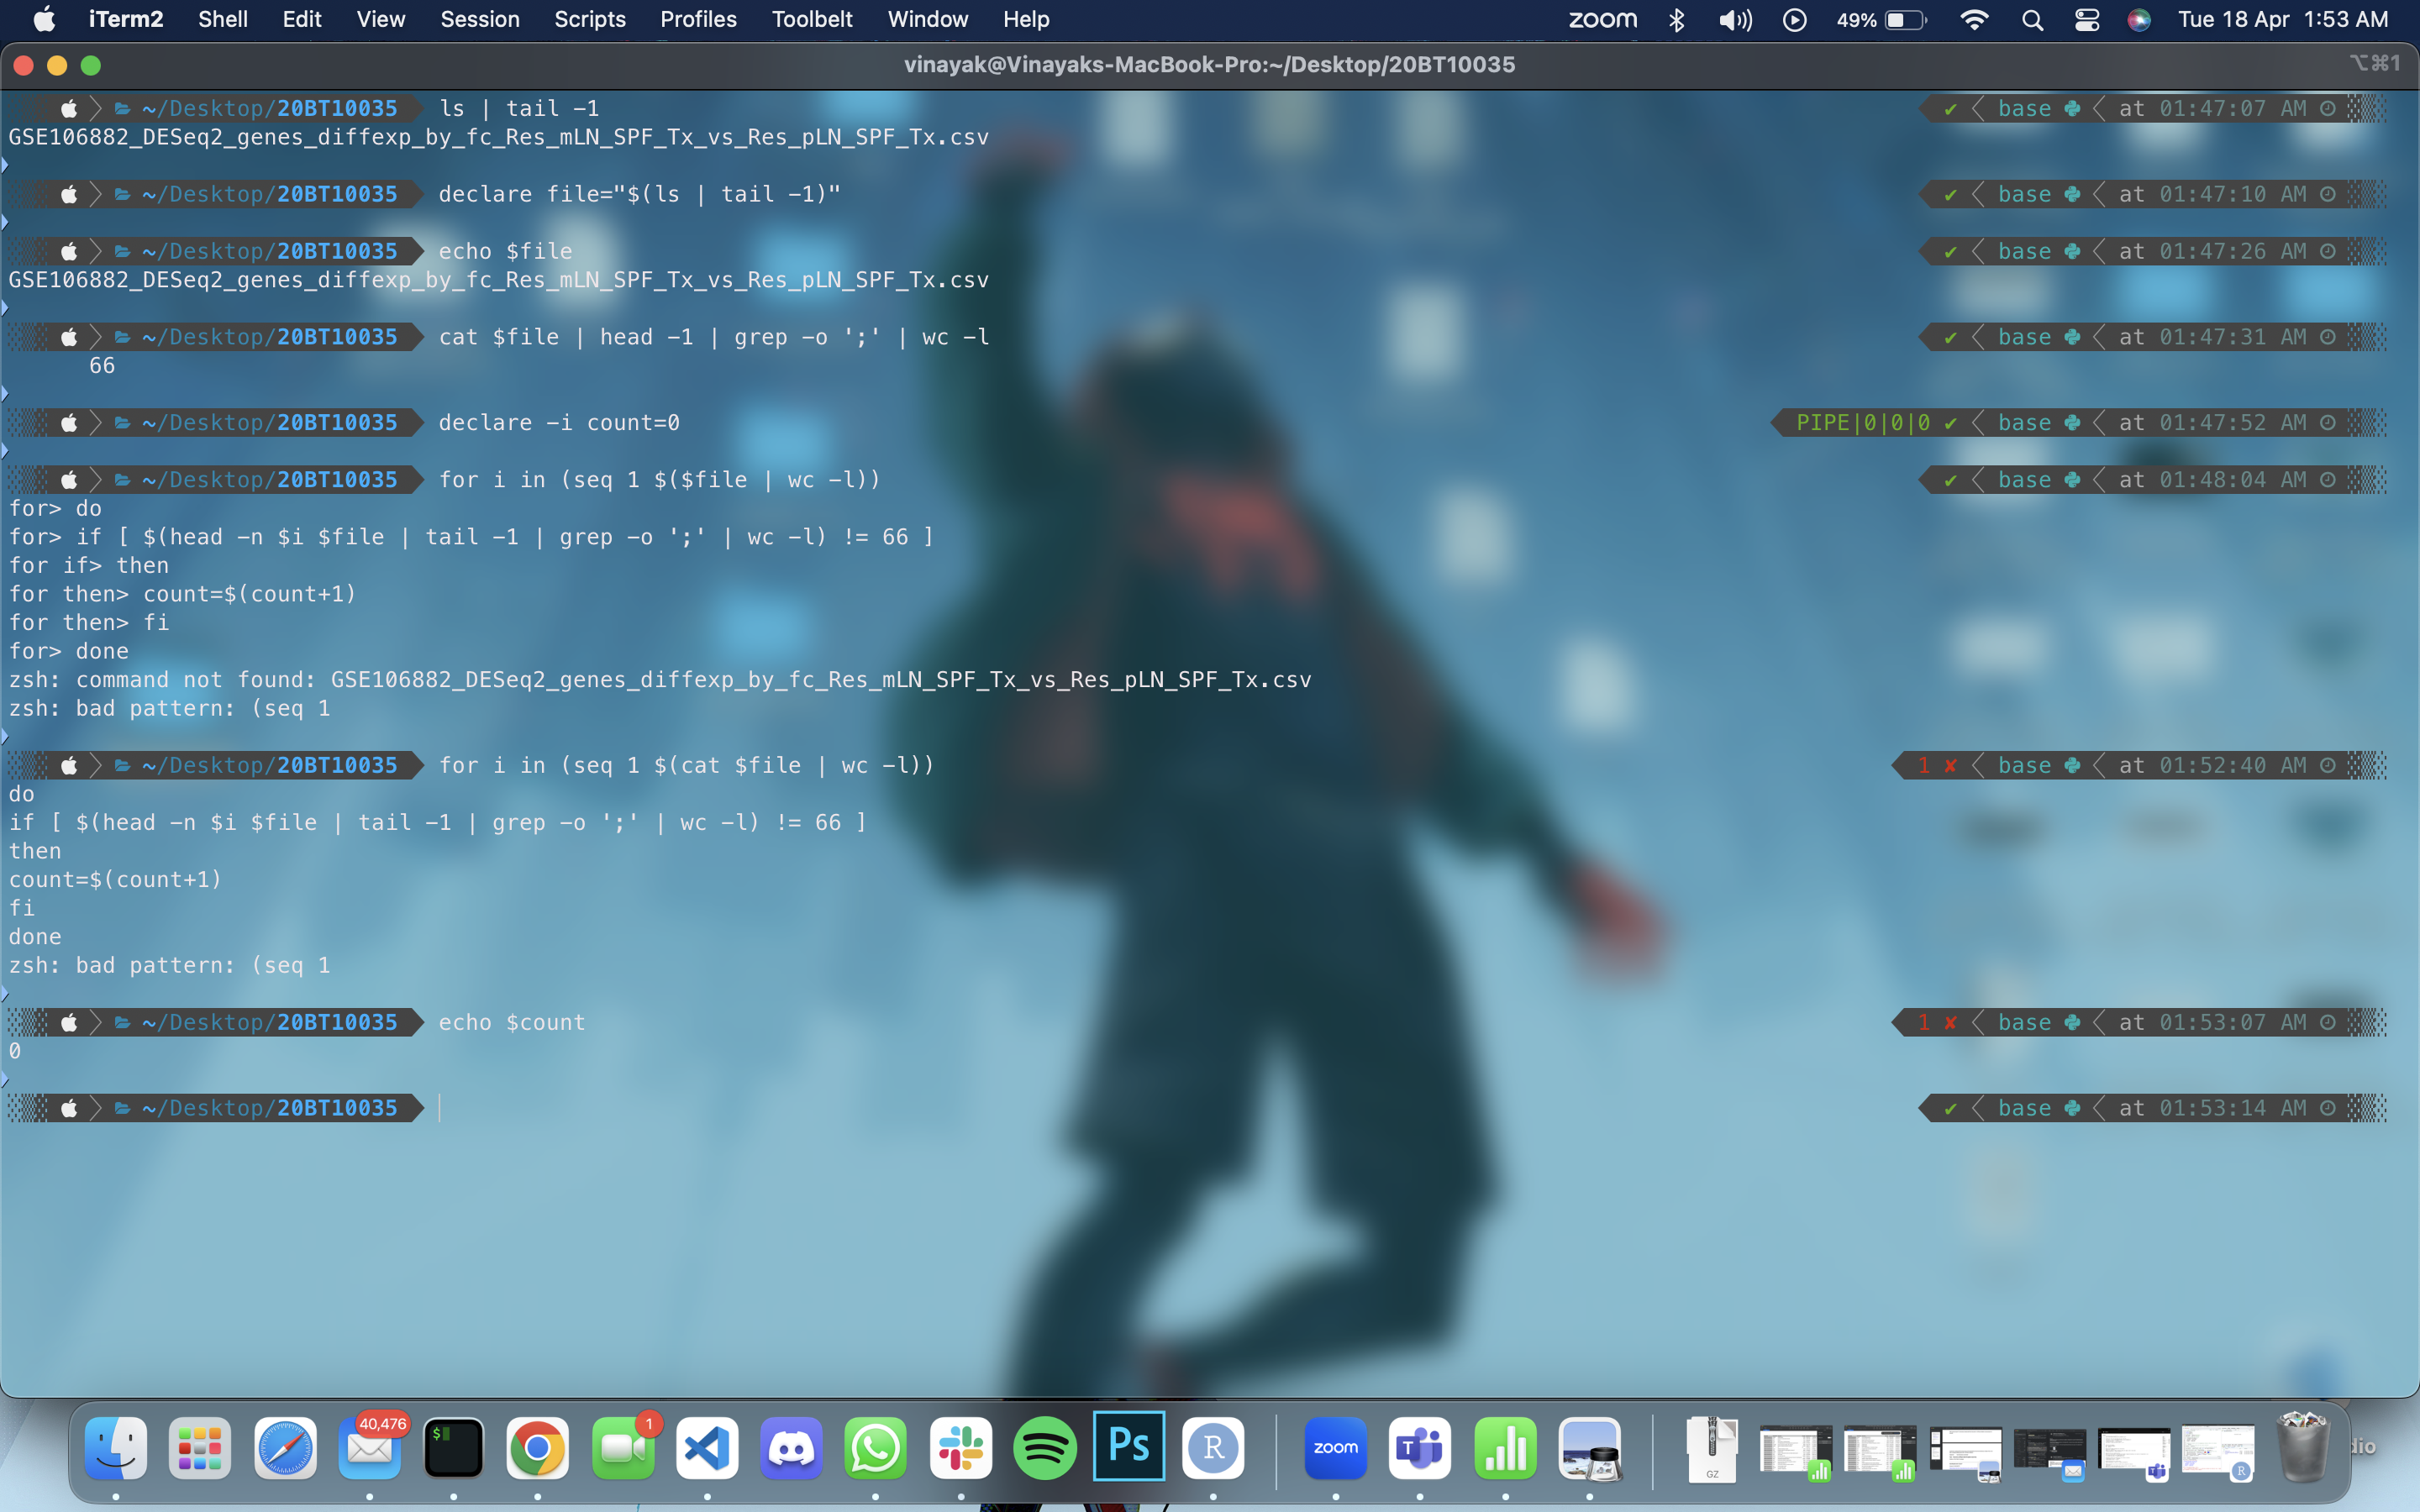 iTerm2 Shell Edit View Session Scripts Profiles Toolbelt Window Help zoom 49% Tue 18 Apr 1:53 AM
vinayak@Vinayaks-MacBook-Pro:~/Desktop/20BT10035 ⌥⌘1
~/Desktop/20BT10035 ls | tail -1 ✔ base at 01:47:07 AM
GSE106882_DESeq2_genes_diffexp_by_fc_Res_mLN_SPF_Tx_vs_Res_pLN_SPF_Tx.csv
~/Desktop/20BT10035 declare file="$(ls | tail -1)" ✔ base at 01:47:10 AM
~/Desktop/20BT10035 echo $file ✔ base at 01:47:26 AM
GSE106882_DESeq2_genes_diffexp_by_fc_Res_mLN_SPF_Tx_vs_Res_pLN_SPF_Tx.csv
~/Desktop/20BT10035 cat $file | head -1 | grep -o ';' | wc -l ✔ base at 01:47:31 AM
66
~/Desktop/20BT10035 declare -i count=0 PIPE|0|0|0 ✔ base at 01:47:52 AM
~/Desktop/20BT10035 for i in (seq 1 $($file | wc -l)) ✔ base at 01:48:04 AM
for> do
for> if [ $(head -n $i $file | tail -1 | grep -o ';' | wc -l) != 66 ]
for if> then
for then> count=$(count+1)
for then> fi
for> done
zsh: command not found: GSE106882_DESeq2_genes_diffexp_by_fc_Res_mLN_SPF_Tx_vs_Res_pLN_SPF_Tx.csv
zsh: bad pattern: (seq 1
~/Desktop/20BT10035 for i in (seq 1 $(cat $file | wc -l)) 1 ✘ base at 01:52:40 AM
do
if [ $(head -n $i $file | tail -1 | grep -o ';' | wc -l) != 66 ]
then
count=$(count+1)
fi
done
zsh: bad pattern: (seq 1
~/Desktop/20BT10035 echo $count 1 ✘ base at 01:53:07 AM
0
~/Desktop/20BT10035 ✔ base at 01:53:14 AM
40,476 $ 1 Ps R zoom T GZ dio